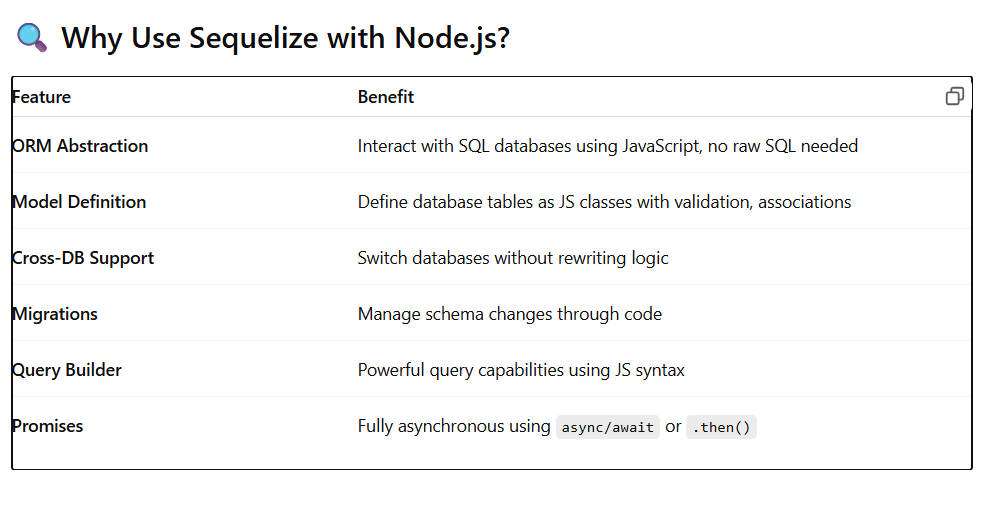 🔍 Why Use Sequelize with Node.js?
Feature Benefit
ORM Abstraction Interact with SQL databases using JavaScript, no raw SQL needed
Model Definition Define database tables as JS classes with validation, associations
Cross-DB Support Switch databases without rewriting logic
Migrations Manage schema changes through code
Query Builder Powerful query capabilities using JS syntax
Promises Fully asynchronous using async/await or .then()